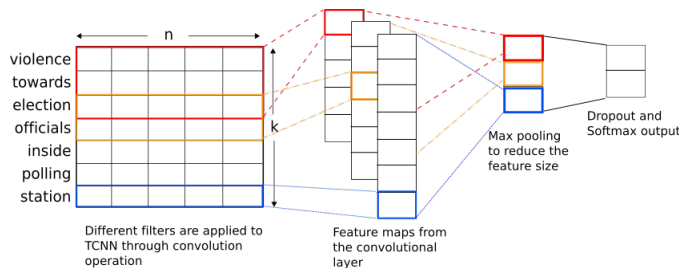 n
violence
towards
election
officials
inside
polling
station
k
Different filters are applied to
TCNN through convolution
operation
Feature maps from
the convolutional
layer
Max pooling
to reduce the
feature size
Dropout and
Softmax output